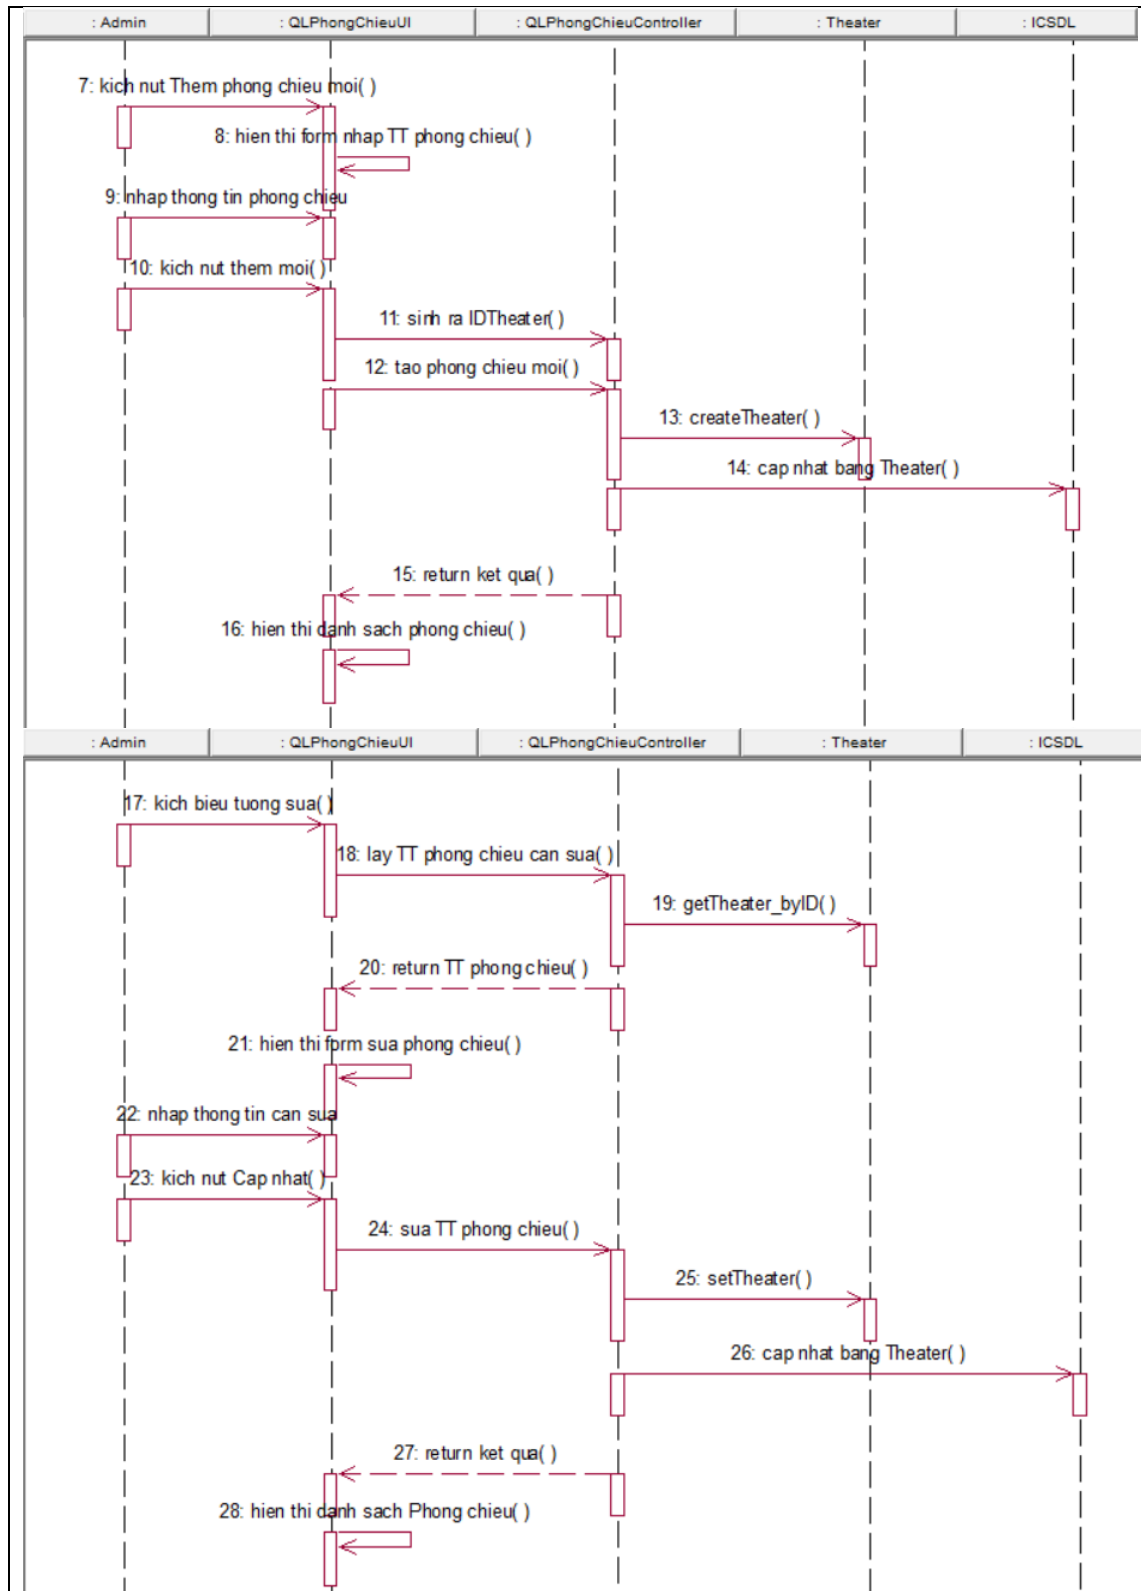 : Admin
: QLPhongChieuUI
: QLPhongChieuController
: Theater
: ICSDL
7: kich nut Them phong chieu moi( )
8: hien thi form nhap TT phong chieu( )
9: nhap thong tin phong chieu
10: kich nut them moi( )
11: sinh ra IDTheater( )
12: tao phong chieu moi( )
13: createTheater( )
14: cap nhat bang Theater( )
15: return ket qua( )
16: hien thi danh sach phong chieu( )
: Admin
: QLPhongChieuUI
: QLPhongChieuController
: Theater
: ICSDL
17: kich bieu tuong sua( )
18: lay TT phong chieu can sua( )
19: getTheater_byID( )
20: return TT phong chieu( )
21: hien thi form sua phong chieu( )
22: nhap thong tin can sua
23: kich nut Cap nhat( )
24: sua TT phong chieu( )
25: setTheater( )
26: cap nhat bang Theater( )
27: return ket qua( )
28: hien thi danh sach Phong chieu( )